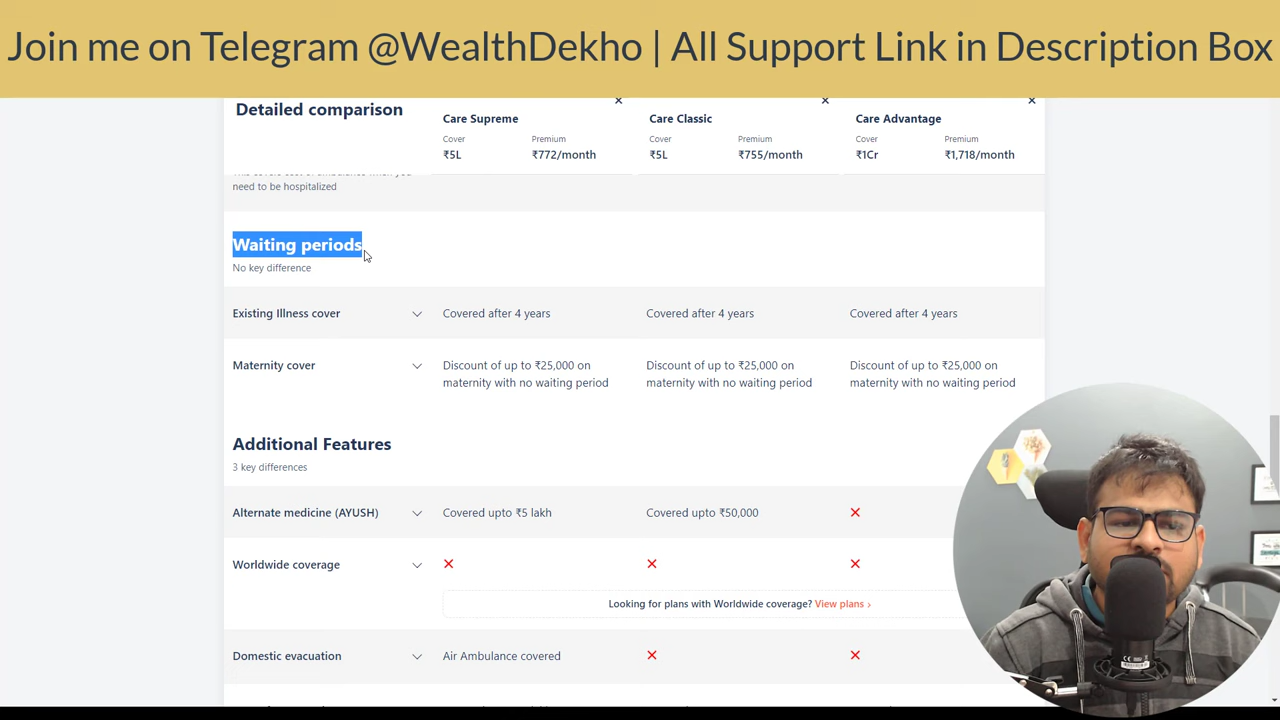 Join me on Telegram @WealthDekho | All Support Link in Description Box
Detailed comparison
× × ×
Care Supreme Care Classic Care Advantage
Cover Premium Cover Premium Cover Premium
₹5L ₹772/month ₹5L ₹755/month ₹1Cr ₹1,718/month
need to be hospitalized
Waiting periods
No key difference
Existing Illness cover Covered after 4 years Covered after 4 years Covered after 4 years
Maternity cover Discount of up to ₹25,000 on Discount of up to ₹25,000 on Discount of up to ₹25,000 on
maternity with no waiting period maternity with no waiting period maternity with no waiting period
Additional Features
3 key differences
Alternate medicine (AYUSH) Covered upto ₹5 lakh Covered upto ₹50,000
Worldwide coverage
Looking for plans with Worldwide coverage? View plans ›
Domestic evacuation Air Ambulance covered